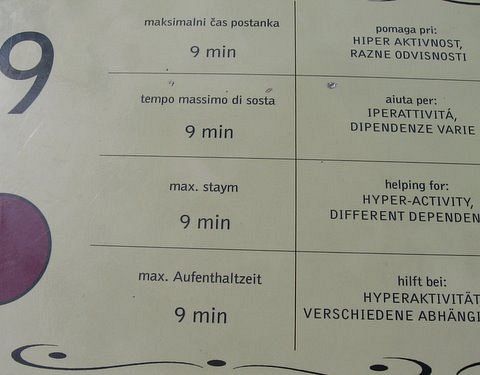 9
maksimalni čas postanka
9 min
pomaga pri:
HIPER AKTIVNOST,
RAZNE ODVISNOSTI
tempo massimo di sosta
9 min
aiuta per:
IPERATTIVITÁ,
DIPENDENZE VARIE
max. staym
9 min
helping for:
HYPER-ACTIVITY,
DIFFERENT DEPENDEN
max. Aufenthaltzeit
9 min
hilft bei:
HYPERAKTIVITÄT
VERSCHIEDENE ABHÄNGI